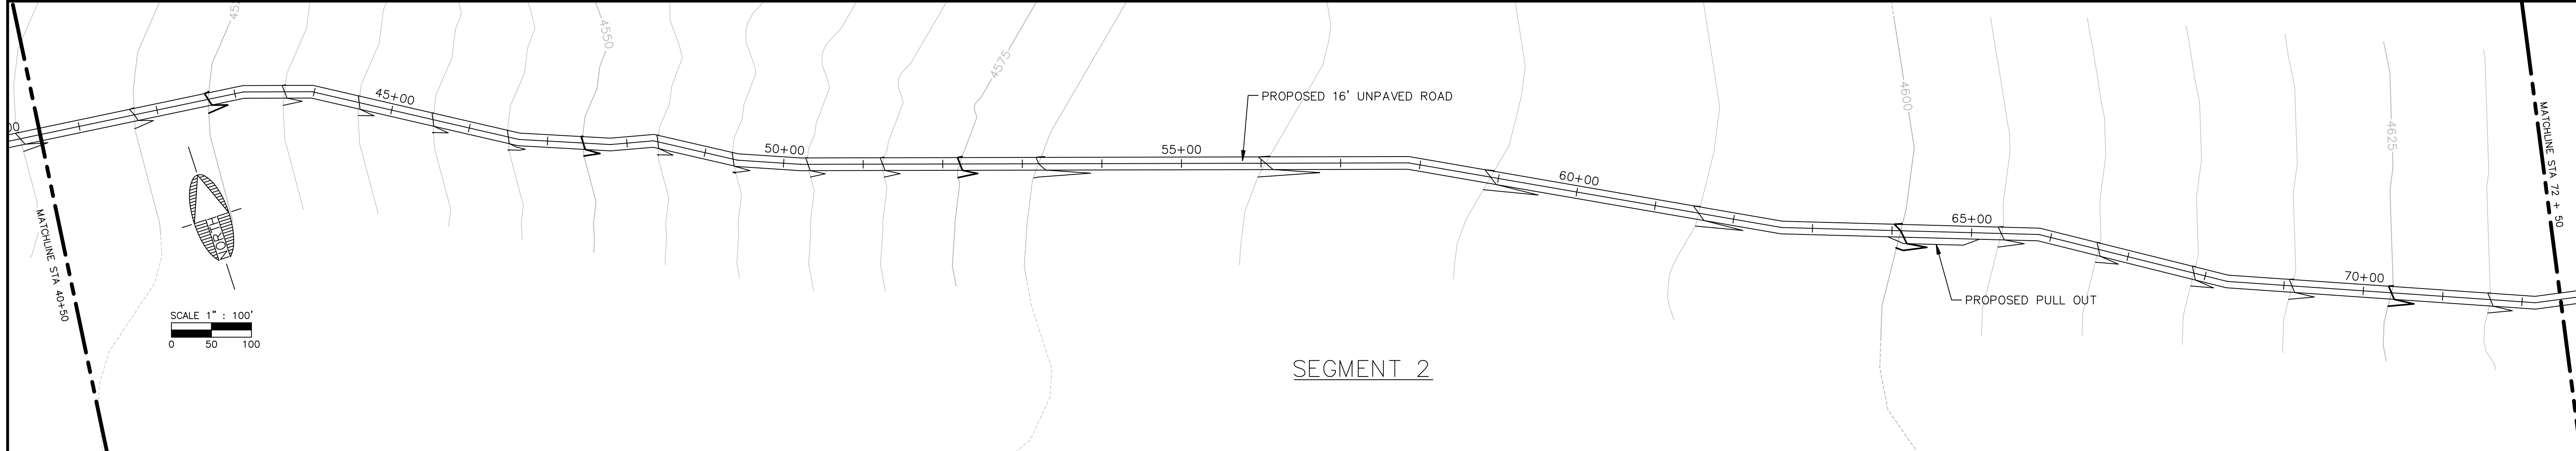 4550
4575
4600
4625
45+00
50+00
55+00
60+00
65+00
70+00
PROPOSED 16' UNPAVED ROAD
PROPOSED PULL OUT
MATCHLINE STA 40+50
MATCHLINE STA 72 + 50
NORTH
SCALE 1" : 100'
0 50 100
SEGMENT 2